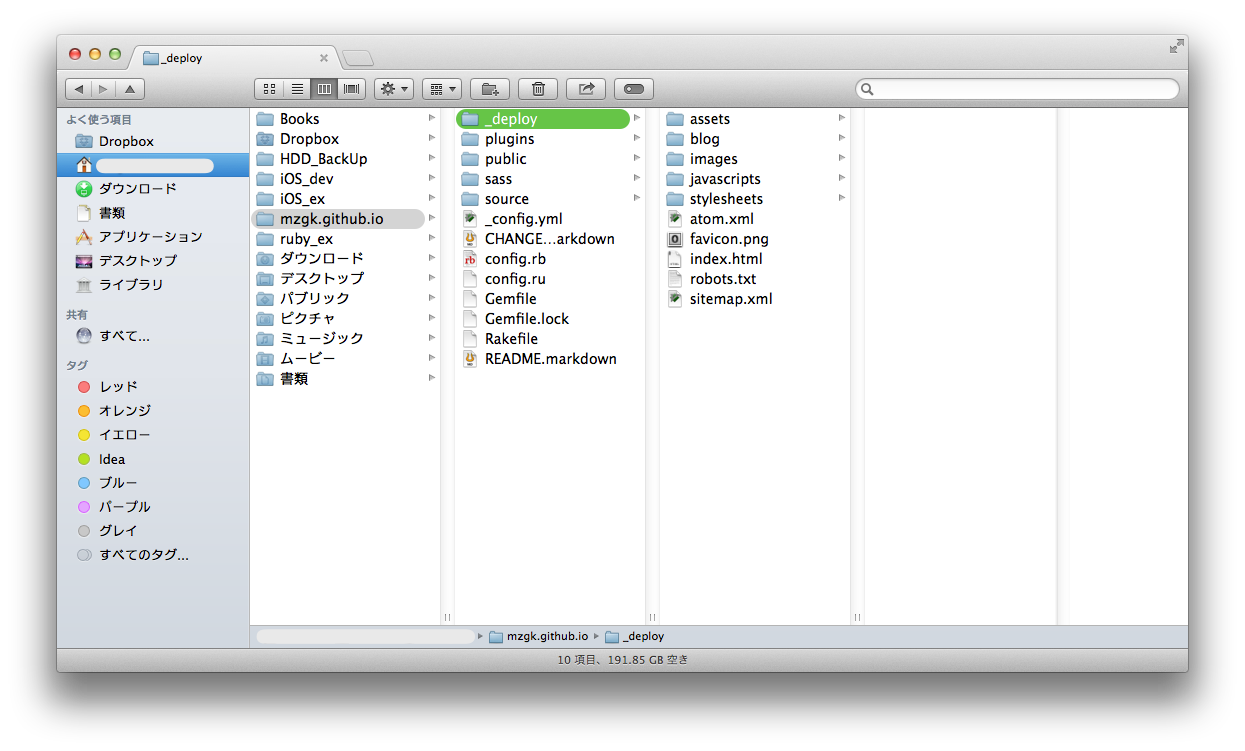 _deploy
よく使う項目
Dropbox
ダウンロード
書類
アプリケーション
デスクトップ
ライブラリ
共有
すべて...
タグ
レッド
オレンジ
イエロー
Idea
ブルー
パープル
グレイ
すべてのタグ...
Books
Dropbox
HDD_BackUp
iOS_dev
iOS_ex
mzgk.github.io
ruby_ex
ダウンロード
デスクトップ
パブリック
ピクチャ
ミュージック
ムービー
書類
_deploy
plugins
public
sass
source
_config.yml
CHANGE...arkdown
config.rb
config.ru
Gemfile
Gemfile.lock
Rakefile
README.markdown
assets
blog
images
javascripts
stylesheets
atom.xml
favicon.png
index.html
robots.txt
sitemap.xml
mzgk.github.io
_deploy
10 項目、191.85 GB 空き